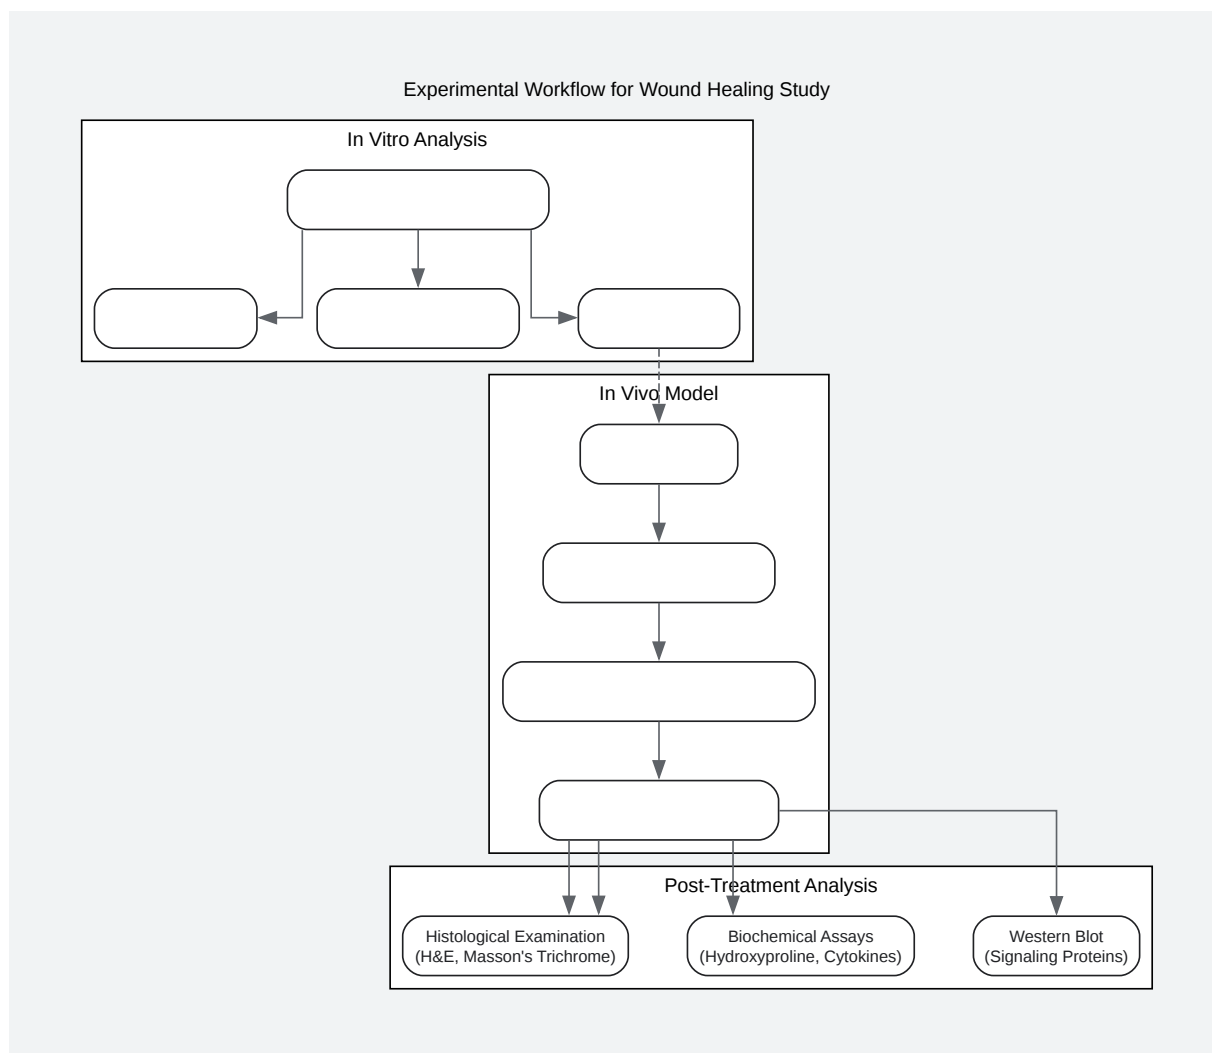 Experimental Workflow for Wound Healing Study
In Vitro Analysis
In Vivo Model
Post-Treatment Analysis
Histological Examination
(H&E, Masson's Trichrome)
Biochemical Assays
(Hydroxyproline, Cytokines)
Western Blot
(Signaling Proteins)